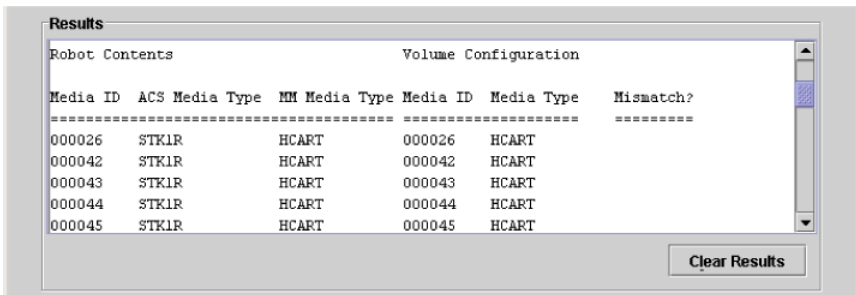 Results
Robot Contents Volume Configuration
Media ID ACS Media Type MM Media Type Media ID Media Type Mismatch?
======================================= ==================== =========
000026 STK1R HCART 000026 HCART
000042 STK1R HCART 000042 HCART
000043 STK1R HCART 000043 HCART
000044 STK1R HCART 000044 HCART
000045 STK1R HCART 000045 HCART
Clear Results